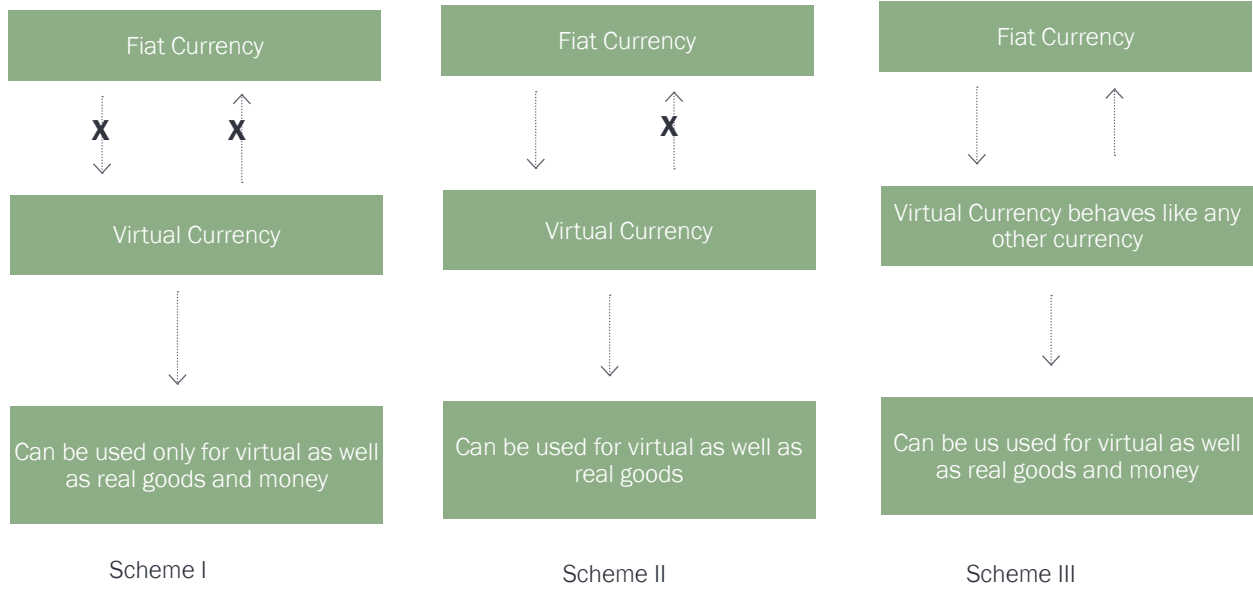 Fiat Currency
X
X
Virtual Currency
Can be used only for virtual as well
as real goods and money
Scheme I
Fiat Currency
X
Virtual Currency
Can be used for virtual as well as
real goods
Scheme II
Fiat Currency
Virtual Currency behaves like any
other currency
Can be us used for virtual as well
as real goods and money
Scheme III